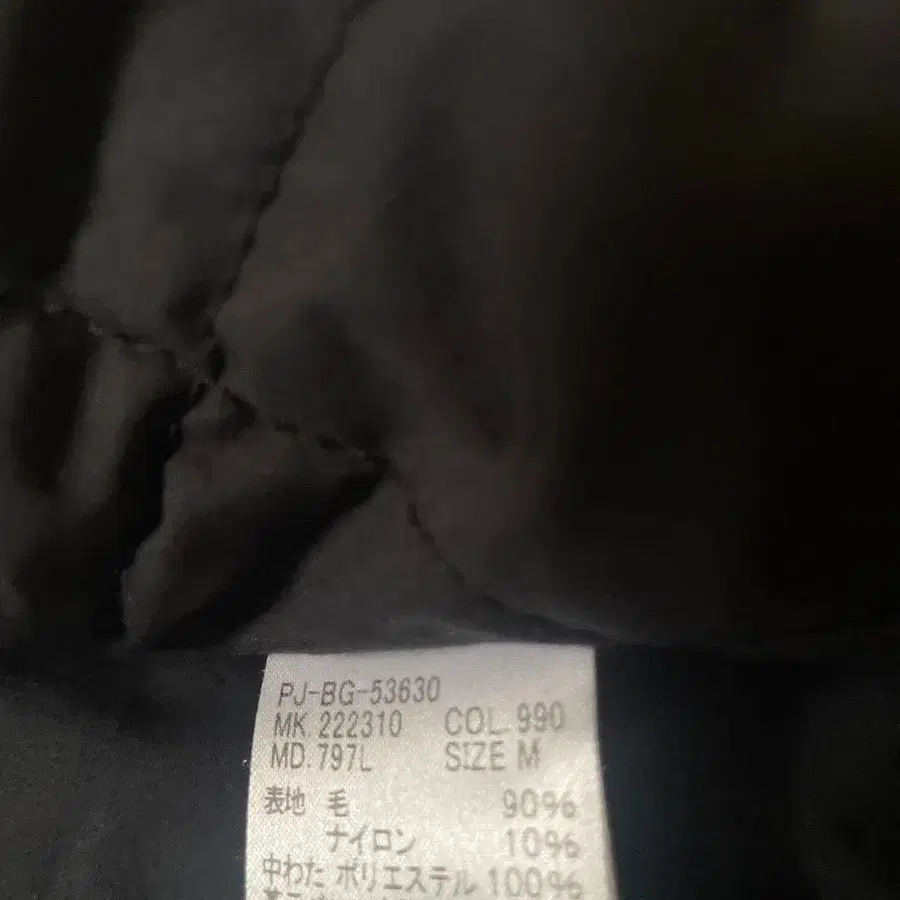 PJ-BG-53630
MK. 222310 COL. 990
MD. 797L SIZE M
表地 毛 90%
ナイロン 10%
中わた ポリエステル 100%